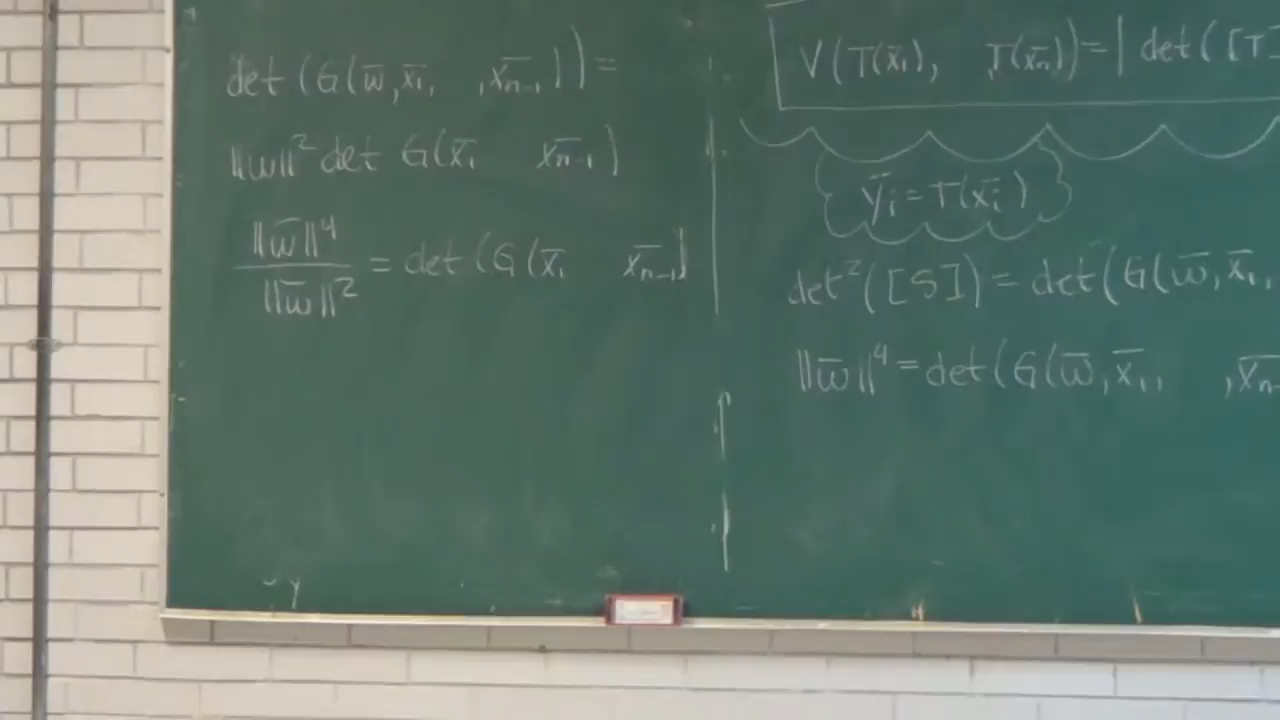 det (G(w̄, x̄₁, , x̄ₙ₋₁)) =
||w||² det G(x̄₁ x̄ₙ₋₁)
||w̄||⁴ / ||w̄||² = det (G(x̄₁ x̄ₙ₋₁)
V(T(x̄₁), , T(x̄ₙ)) = | det([T]
ȳᵢ = T(x̄ᵢ)
det²([S]) = det(G(w̄, x̄₁,
||w̄||⁴ = det(G(w̄, x̄₁, , x̄ₙ₋